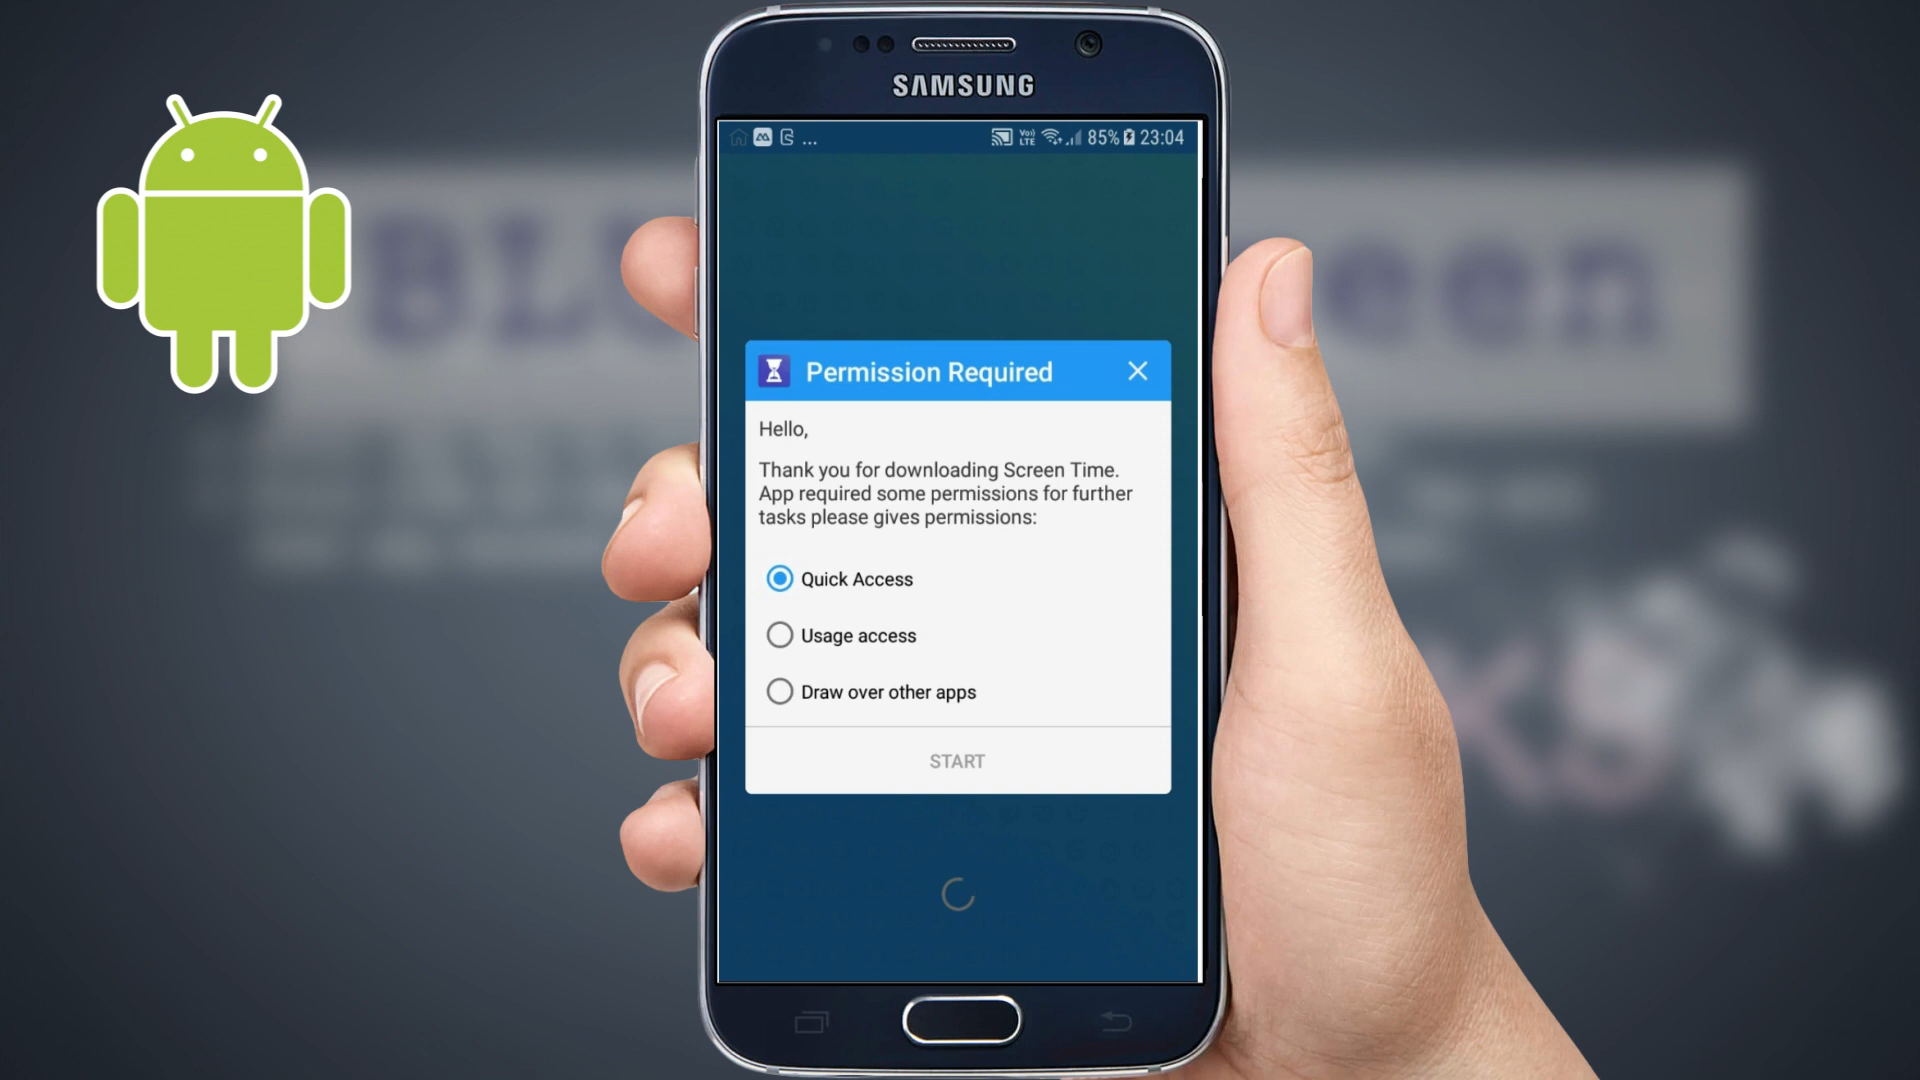 SAMSUNG
... VoLTE 85% 23:04
Permission Required
Hello,
Thank you for downloading Screen Time.
App required some permissions for further
tasks please gives permissions:
Quick Access
Usage access
Draw over other apps
START